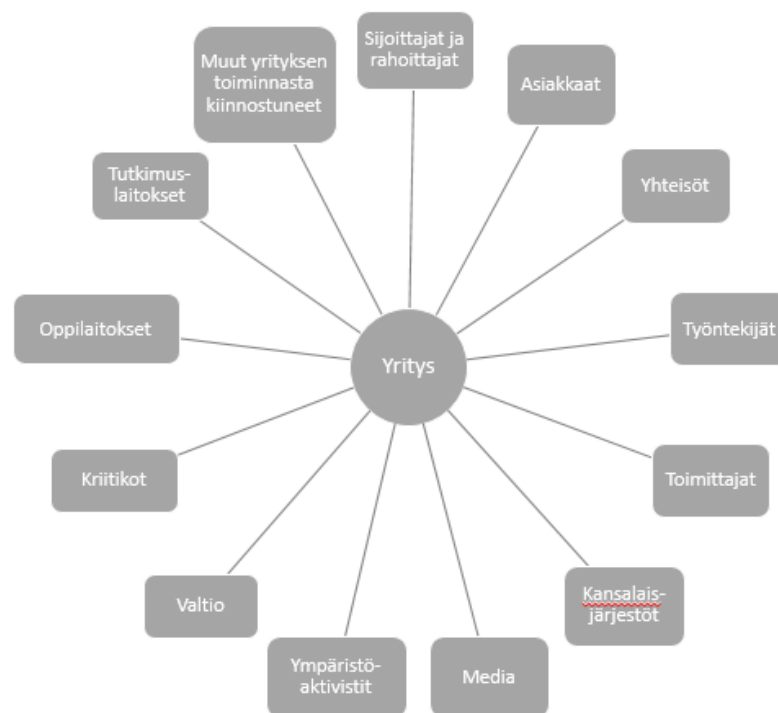 Sijoittajat ja
rahoittajat
Asiakkaat
Yhteisöt
Työntekijät
Toimittajat
Kansalais-
järjestöt
Media
Ympäristö-
aktivistit
Valtio
Kriitikot
Oppilaitokset
Tutkimus-
laitokset
Muut yrityksen
toiminnasta
kiinnostuneet
Yritys